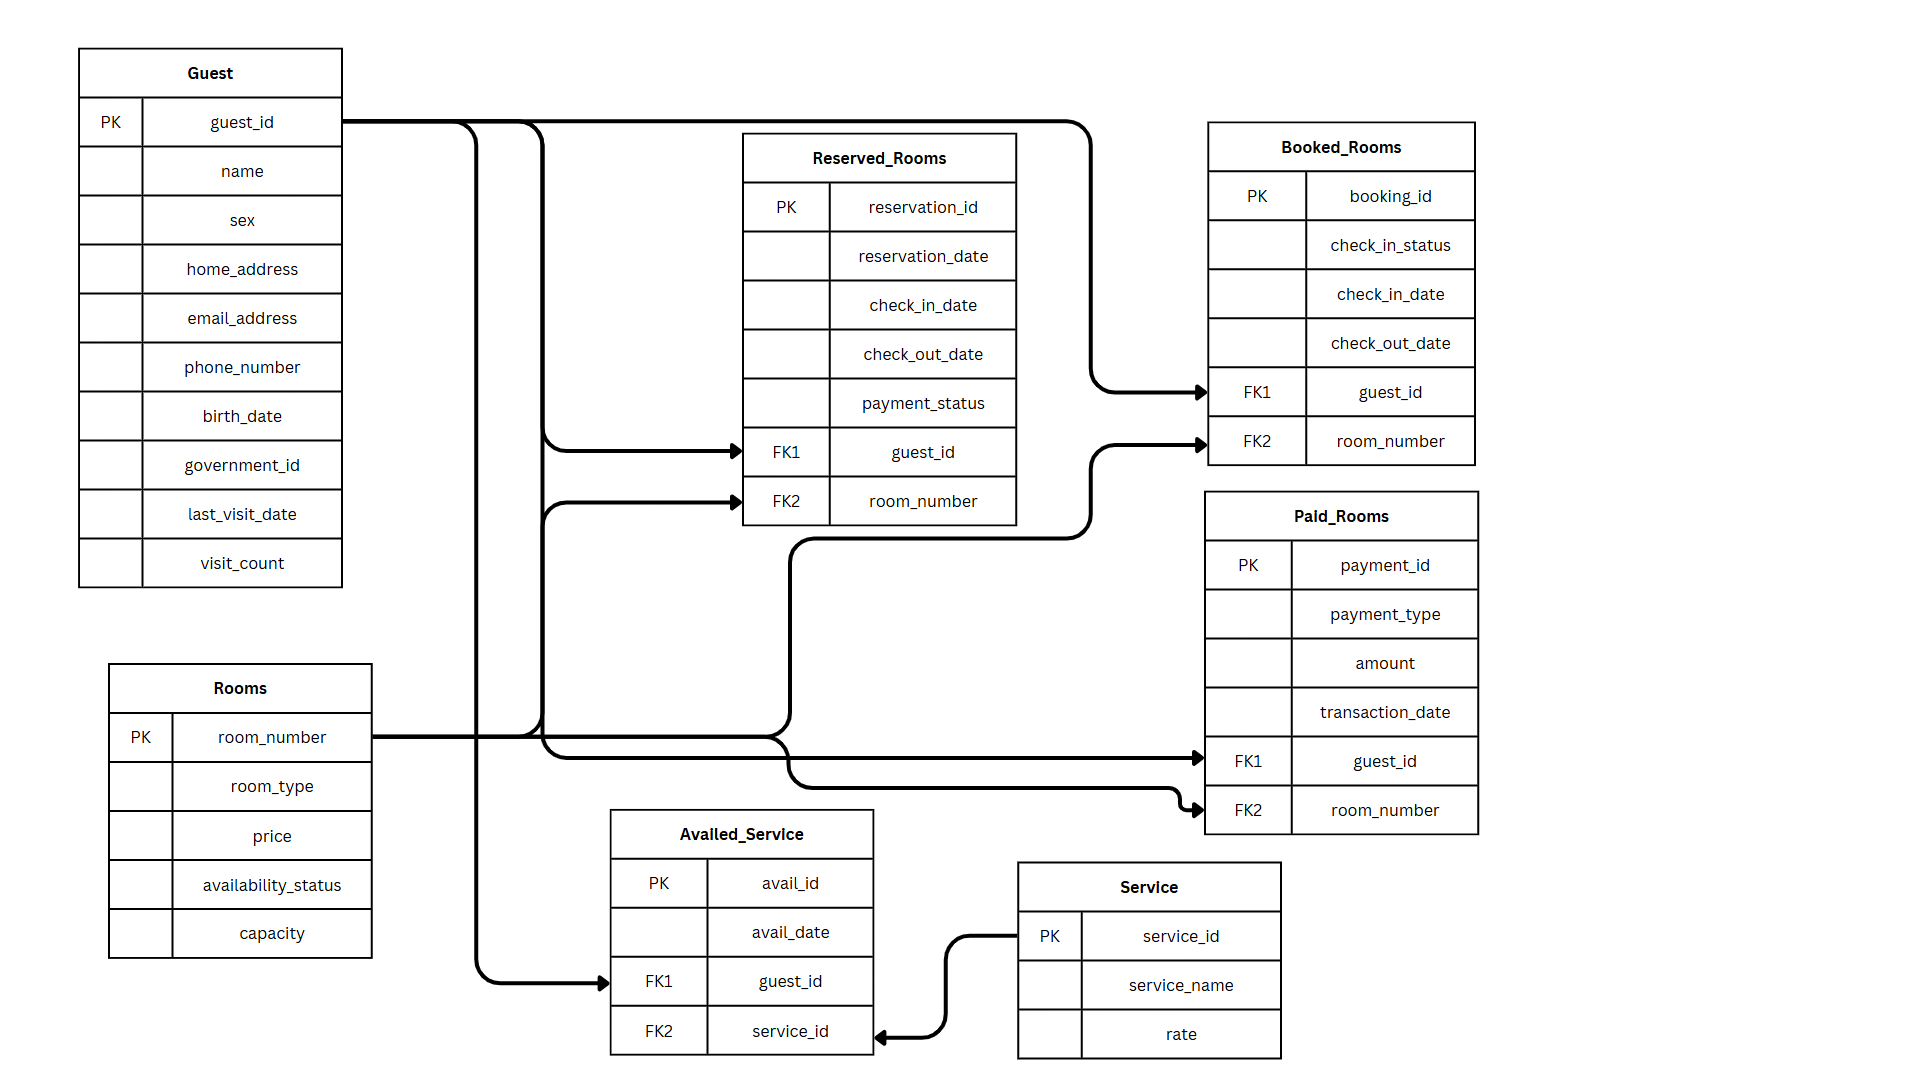 Guest
PK guest_id
name
sex
home_address
email_address
phone_number
birth_date
government_id
last_visit_date
visit_count
Reserved_Rooms
PK reservation_id
reservation_date
check_in_date
check_out_date
payment_status
FK1 guest_id
FK2 room_number
Booked_Rooms
PK booking_id
check_in_status
check_in_date
check_out_date
FK1 guest_id
FK2 room_number
Paid_Rooms
PK payment_id
payment_type
amount
transaction_date
FK1 guest_id
FK2 room_number
Rooms
PK room_number
room_type
price
availability_status
capacity
Availed_Service
PK avail_id
avail_date
FK1 guest_id
FK2 service_id
Service
PK service_id
service_name
rate